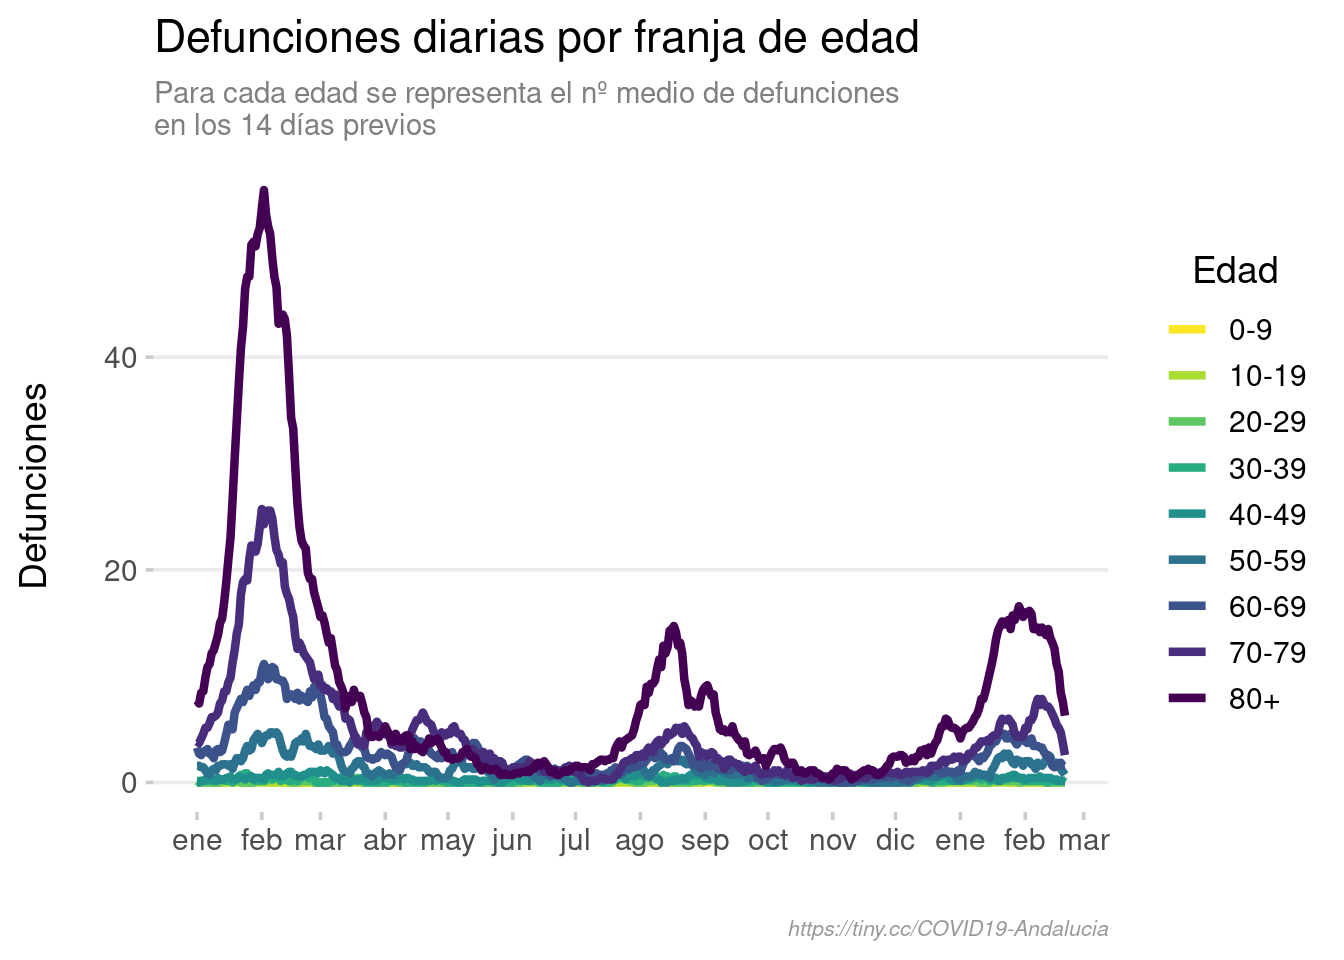 Defunciones diarias por franja de edad
Para cada edad se representa el nº medio de defunciones
en los 14 días previos
Defunciones
40
20
0
ene feb mar abr may jun jul ago sep oct nov dic ene feb mar
Edad
0-9
10-19
20-29
30-39
40-49
50-59
60-69
70-79
80+
https://tiny.cc/COVID19-Andalucia